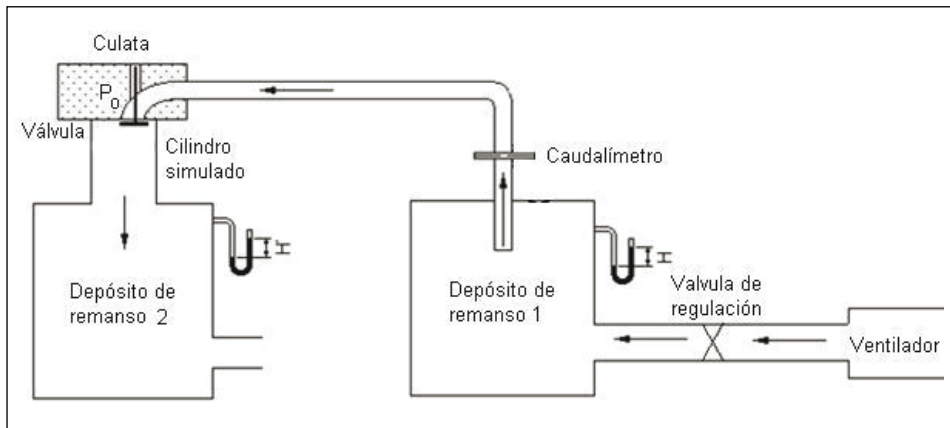 Culata
P₀
Válvula
Cilindro
simulado
Caudalímetro
H
H
Depósito de
remanso 2
Depósito de
remanso 1
Valvula de
regulación
Ventilador